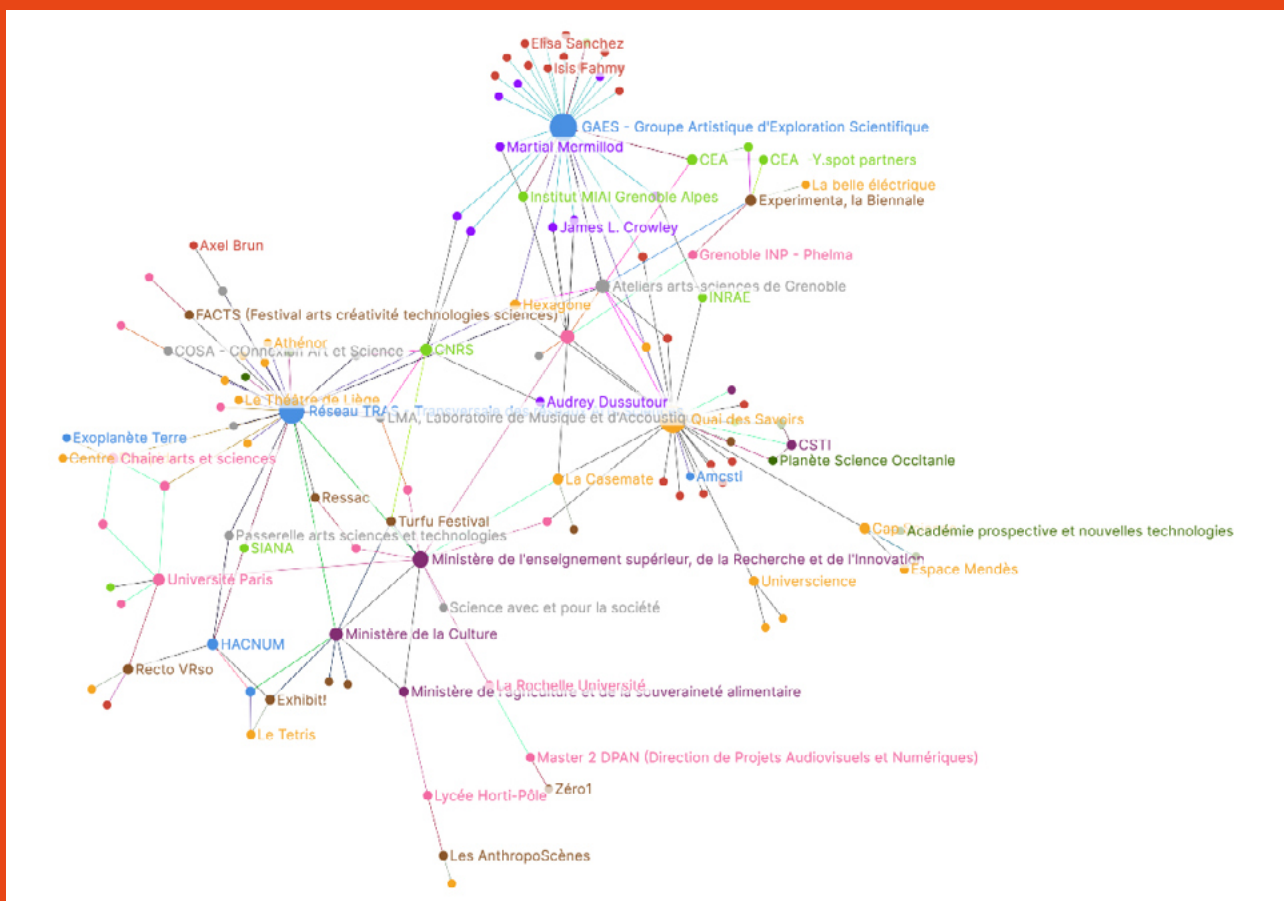 Elisa Sanchez
Isis Fahmy
GAES - Groupe Artistique d'Exploration Scientifique
Martial Mermillod
CEA
CEA
Y.spot partners
La belle éléctrique
Institut MIAI Grenoble Alpes
Experimenta, la Biennale
James L. Crowley
Axel Brun
Grenoble INP - Phelma
Ateliers arts-sciences de Grenoble
INRAE
Hexagone
FACTS (Festival arts créativité technologies sciences)
Athénor
COSA - COnnexion Art et Science
CNRS
Le Théâtre de Liège
Audrey Dussutour
Réseau TRAS - Transversale des
LMA, Laboratoire de Musique et d'Accoustiq
Quai des Savoirs
Exoplanète Terre
CSTI
Centre
Chaire arts et sciences
Planète Science Occitanie
La Casemate
Amcsti
Ressac
Turfu Festival
Passerelle arts sciences et technologies
Cap
Académie prospective et nouvelles technologies
SIANA
Ministère de l'enseignement supérieur, de la Recherche et de l'Innovation
Espace Mendès
Université Paris
Universcience
Science avec et pour la société
Ministère de la Culture
HACNUM
Recto VRso
La Rochelle Université
Ministère de l'agriculture et de la souveraineté alimentaire
Exhibit!
Le Tetris
Master 2 DPAN (Direction de Projets Audiovisuels et Numériques)
Zéro1
Lycée Horti-Pôle
Les AnthropoScènes